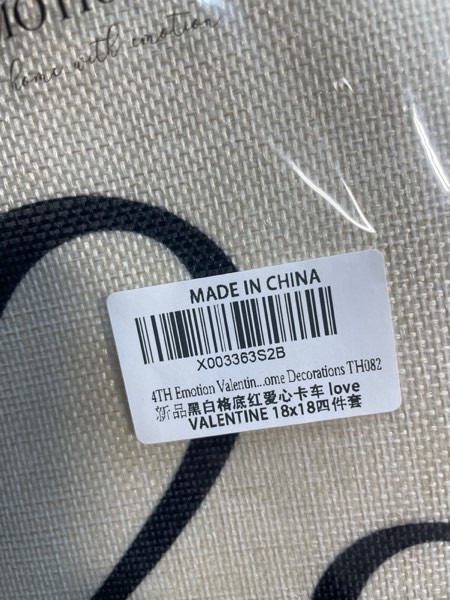 home with emotion
MADE IN CHINA
X003363S2B
4TH Emotion Valentin...ome Decorations TH082
新品黑白格底红爱心卡车 love
VALENTINE 18x18四件套